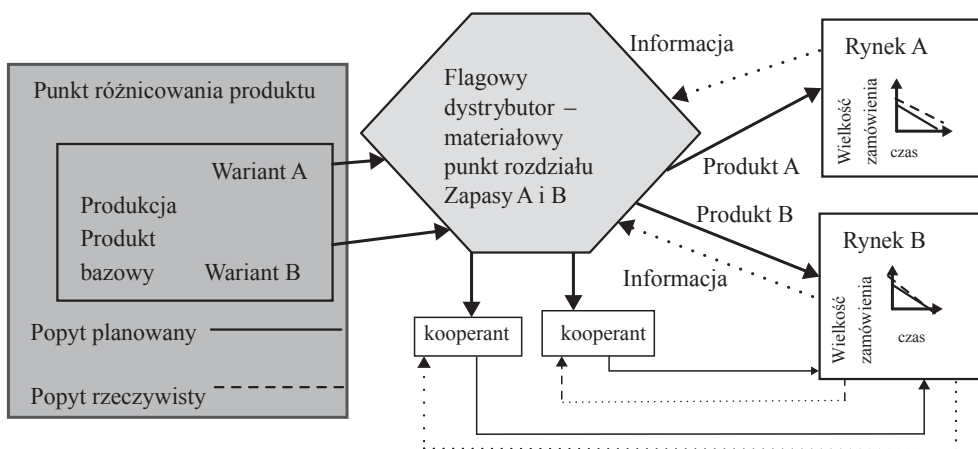 Punkt różnicowania produktu
Wariant A
Produkcja
Produkt
bazowy
Wariant B
Popyt planowany
Popyt rzeczywisty
Flagowy
dystrybutor –
materiałowy
punkt rozdziału
Zapasy A i B
Informacja
Produkt A
Produkt B
Informacja
kooperant
kooperant
Rynek A
Wielkość
zamówienia
czas
Rynek B
Wielkość
zamówienia
czas